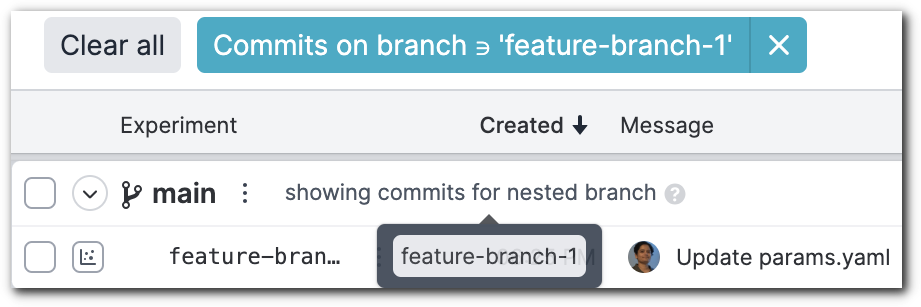 Clear all Commits on branch ∋ 'feature-branch-1'
Experiment Created Message
main showing commits for nested branch ?
feature-bran… feature-branch-1 Update params.yaml